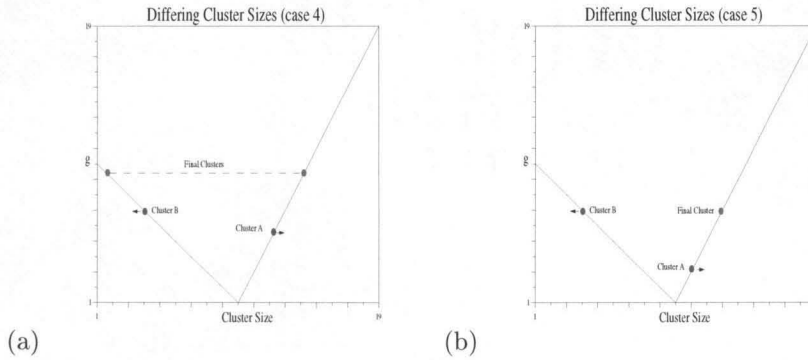 Differing Cluster Sizes (case 4)
19
Final Clusters
Cluster B
Cluster A
1
1
Cluster Size
19
(a)
Differing Cluster Sizes (case 5)
19
Cluster B
Final Cluster
Cluster A
1
1
Cluster Size
(b)